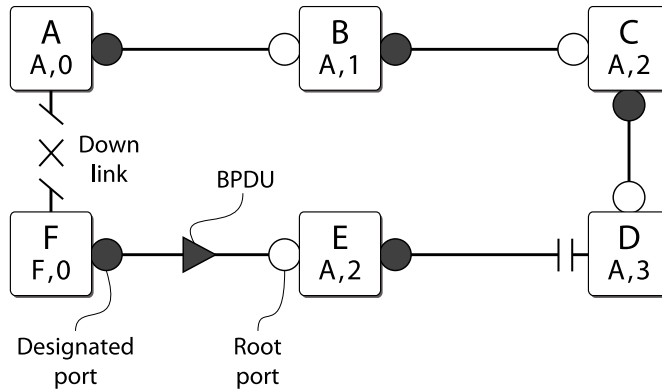 A
A,0
B
A,1
C
A,2
Down
link
BPDU
F
F,0
E
A,2
D
A,3
Designated
port
Root
port